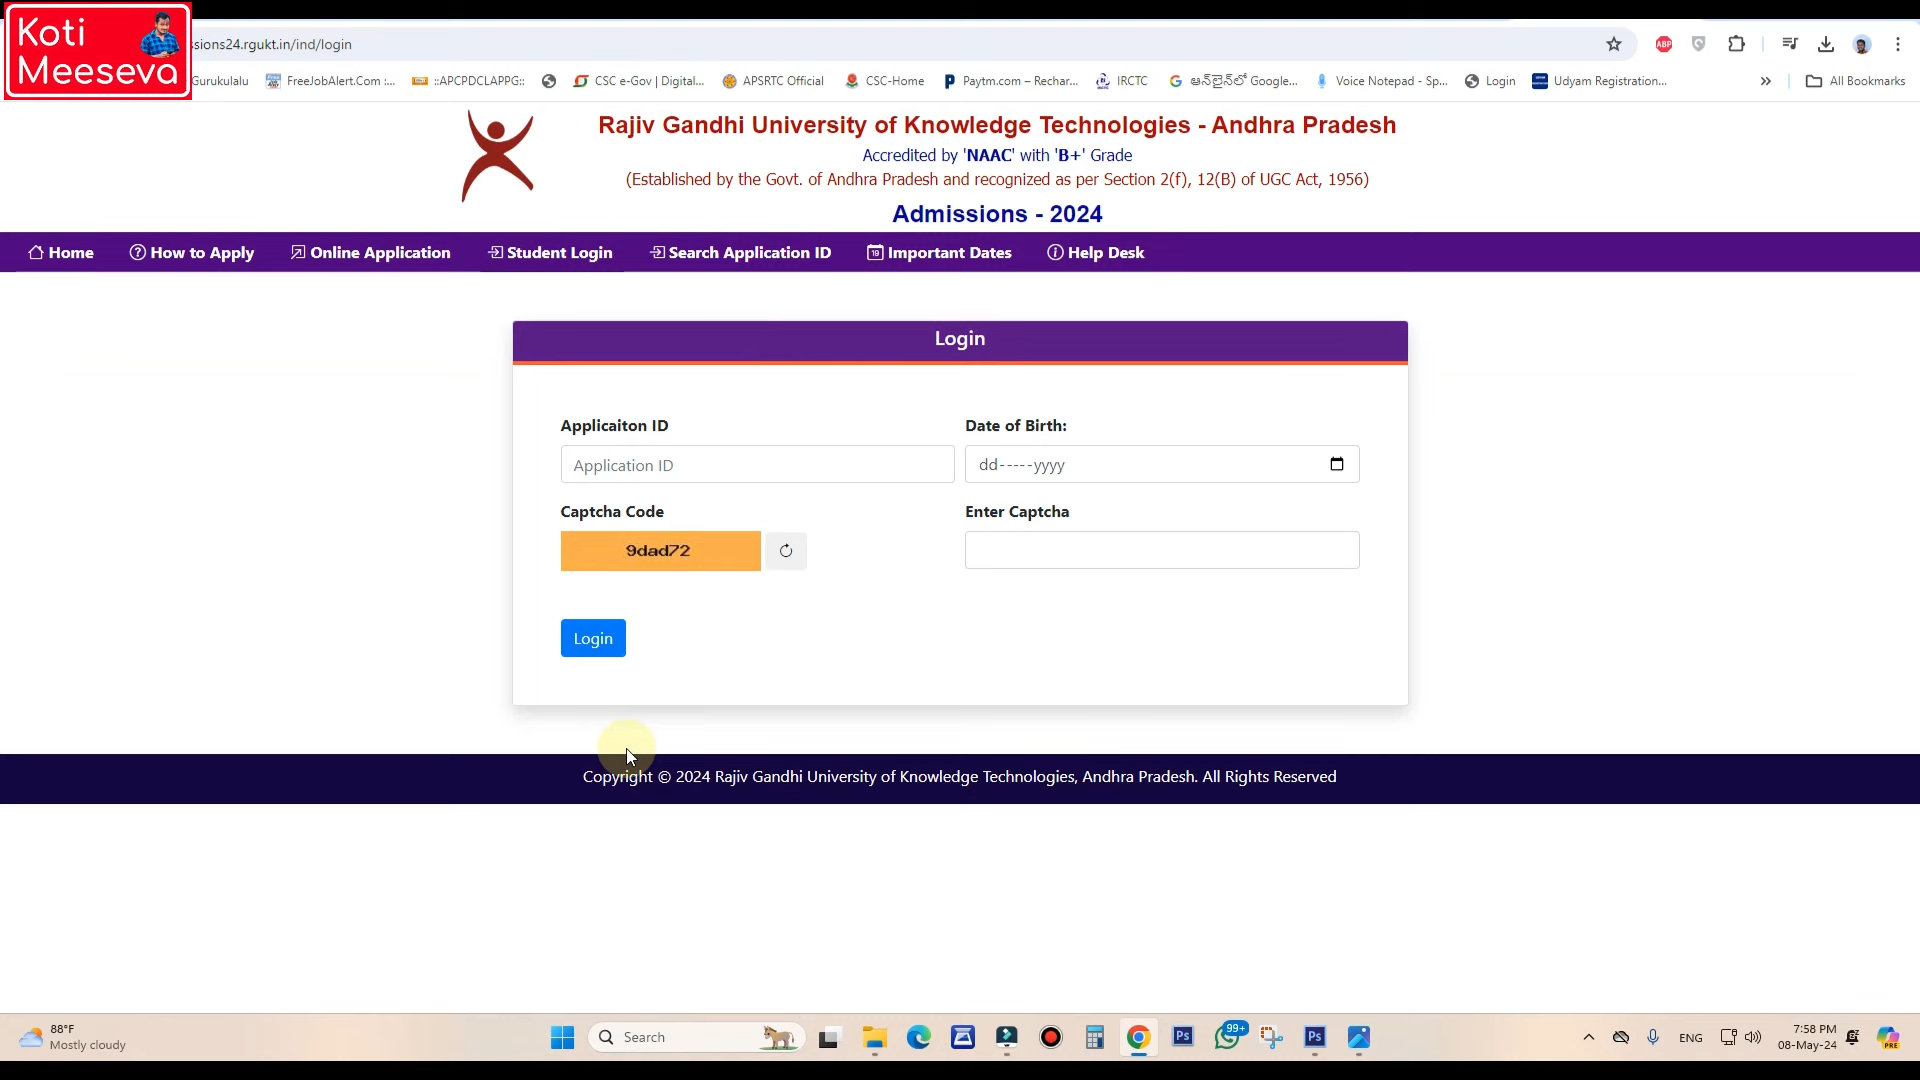 Koti
Meeseva
sions24.rgukt.in/ind/login
ABP
Gurukulalu
FreeJobAlert.Com :...
::APCPDCLAPPG::
CSC e-Gov | Digital...
APSRTC Official
CSC-Home
Paytm.com – Rechar...
IRCTC
ఆన్‌లైన్‌లో Google...
Voice Notepad - Sp...
Login
Udyam Registration...
All Bookmarks
Rajiv Gandhi University of Knowledge Technologies - Andhra Pradesh
Accredited by 'NAAC' with 'B+' Grade
(Established by the Govt. of Andhra Pradesh and recognized as per Section 2(f), 12(B) of UGC Act, 1956)
Admissions - 2024
Home
How to Apply
Online Application
Student Login
Search Application ID
Important Dates
Help Desk
Login
Applicaiton ID
Date of Birth:
Application ID
dd-----yyyy
Captcha Code
Enter Captcha
9dad72
Login
Copyright © 2024 Rajiv Gandhi University of Knowledge Technologies, Andhra Pradesh. All Rights Reserved
88°F
Mostly cloudy
Search
Ps
99+
Ps
ENG
7:58 PM
08-May-24
PRE